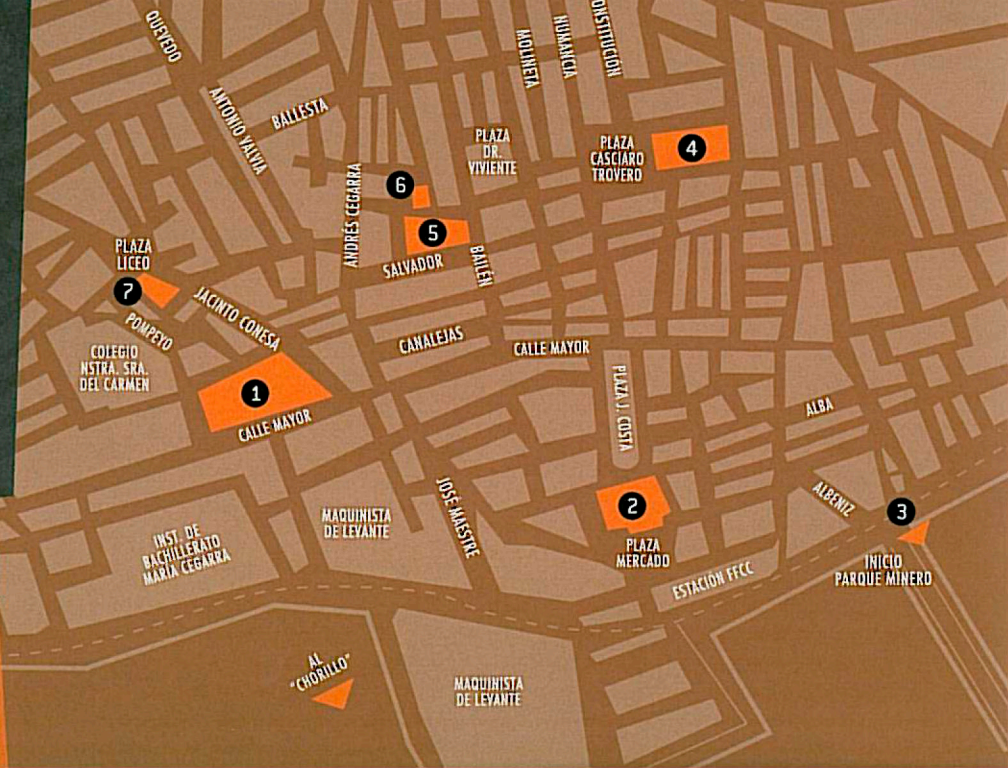 QUEVEDO
MOLINETA
NUMANCIA
ONSTITUCIÓN
ANTONIO VALVIA
BALLESTA
PLAZA
DR.
VIVIENTE
PLAZA
CASCIARO
TROVERO
4
6
ANDRÉS CEGARRA
5
SALVADOR
BAILÉN
PLAZA
LICEO
7
JACINTO CONESA
POMPEYO
COLEGIO
NSTRA. SRA.
DEL CARMEN
CANALEJAS
CALLE MAYOR
1
CALLE MAYOR
PLAZA J. COSTA
ALBA
INST. DE
BACHILLERATO
MARÍA CEGARRA
MAQUINISTA
DE LEVANTE
JOSÉ MAESTRE
2
PLAZA
MERCADO
ALBENIZ
3
INICIO
PARQUE MINERO
ESTACIÓN FFCC
AL
"CHORILLO"
MAQUINISTA
DE LEVANTE